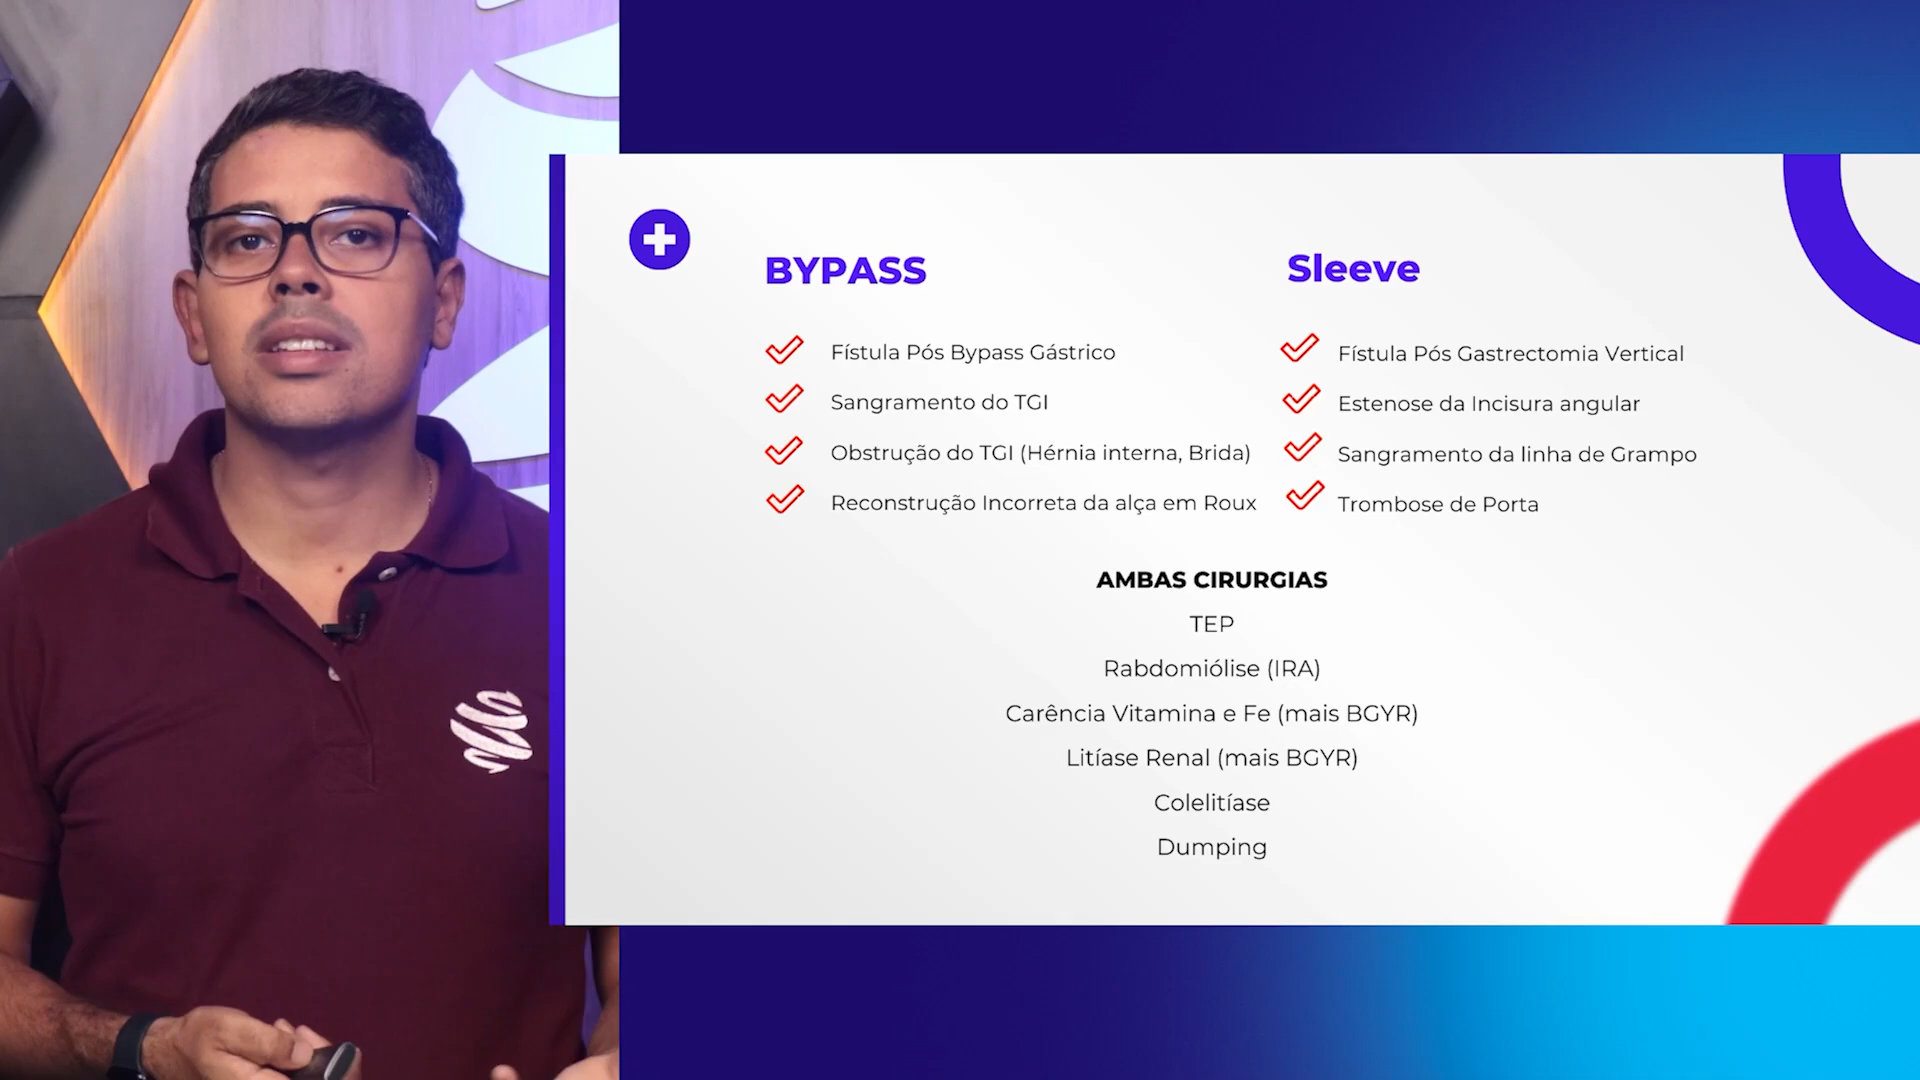 BYPASS
Fístula Pós Bypass Gástrico
Sangramento do TGI
Obstrução do TGI (Hérnia interna, Brida)
Reconstrução Incorreta da alça em Roux
Sleeve
Fístula Pós Gastrectomia Vertical
Estenose da Incisura angular
Sangramento da linha de Grampo
Trombose de Porta
AMBAS CIRURGIAS
TEP
Rabdomiólise (IRA)
Carência Vitamina e Fe (mais BGYR)
Litíase Renal (mais BGYR)
Colelitíase
Dumping